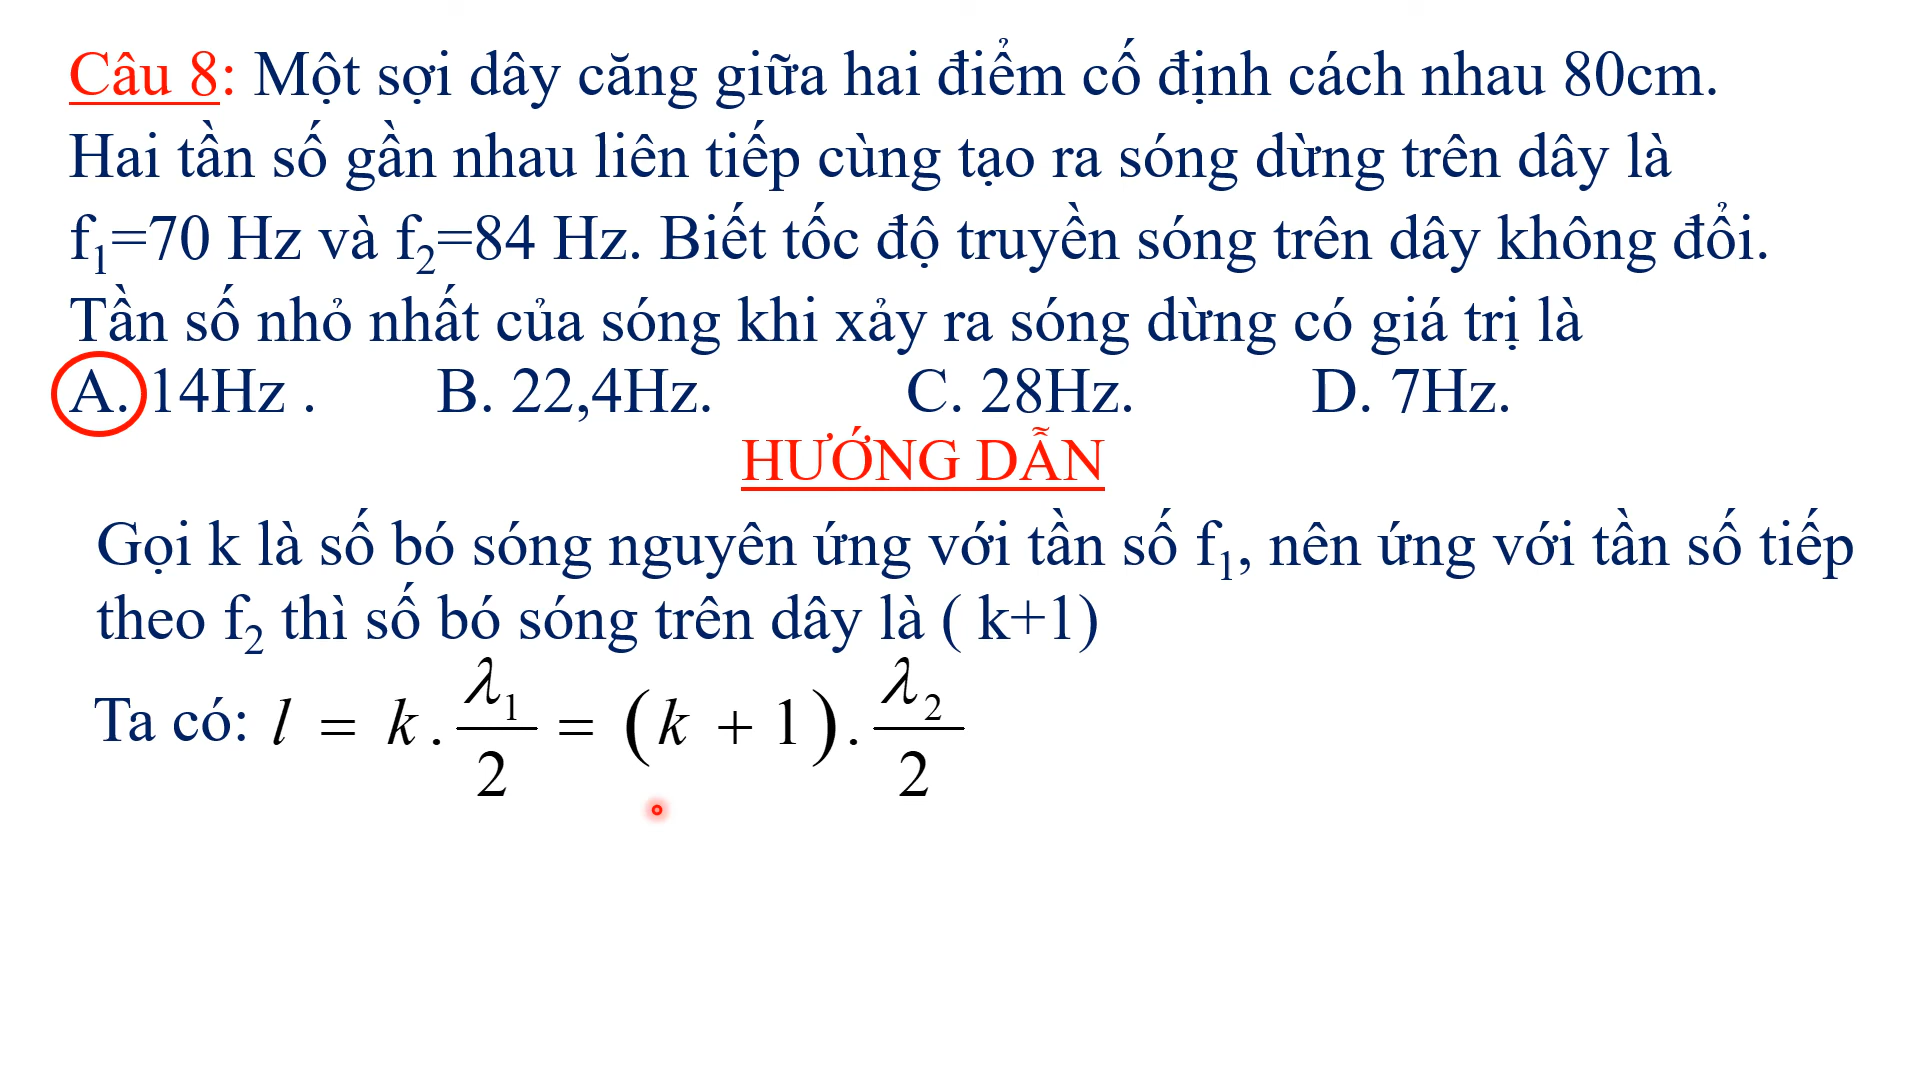 Câu 8: Một sợi dây căng giữa hai điểm cố định cách nhau 80cm.
Hai tần số gần nhau liên tiếp cùng tạo ra sóng dừng trên dây là
f₁=70 Hz và f₂=84 Hz. Biết tốc độ truyền sóng trên dây không đổi.
Tần số nhỏ nhất của sóng khi xảy ra sóng dừng có giá trị là
A. 14Hz . B. 22,4Hz. C. 28Hz. D. 7Hz.
HƯỚNG DẪN
Gọi k là số bó sóng nguyên ứng với tần số f₁, nên ứng với tần số tiếp
theo f₂ thì số bó sóng trên dây là ( k+1)
Ta có: l = k . λ₁/2 = (k + 1) . λ₂/2